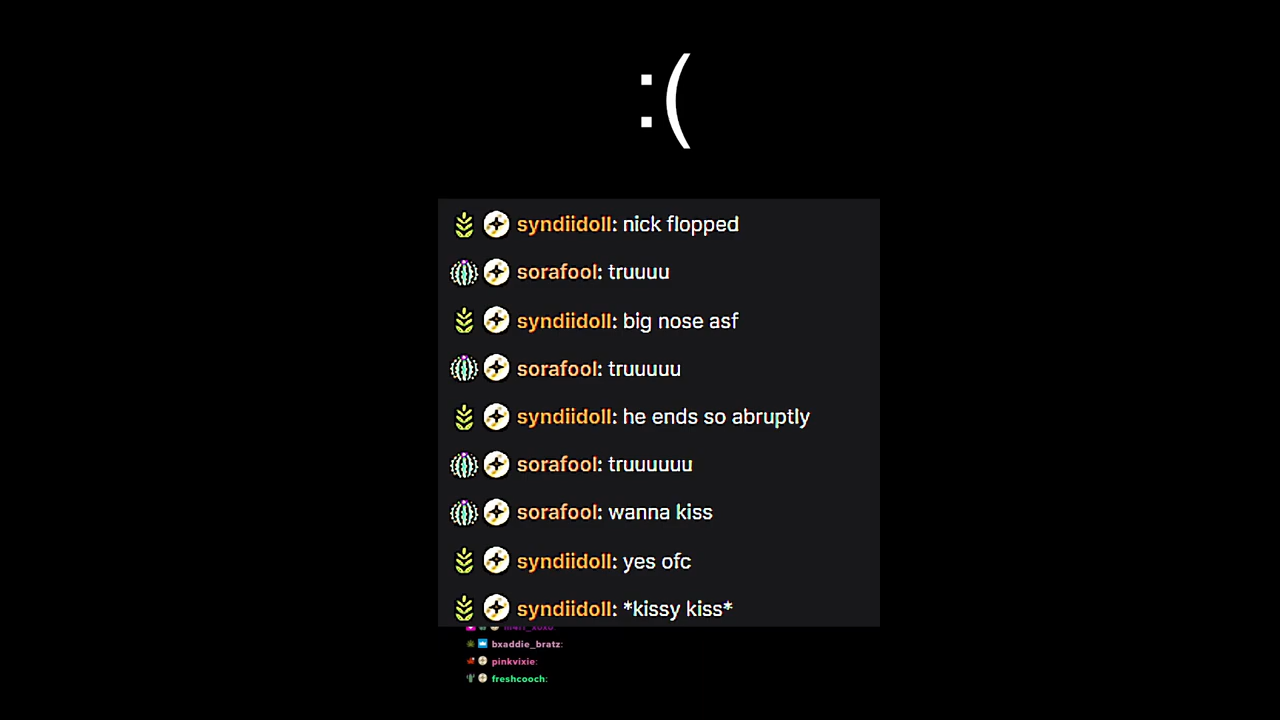 :(
syndiidoll: nick flopped
sorafool: truuuu
syndiidoll: big nose asf
sorafool: truuuuu
syndiidoll: he ends so abruptly
sorafool: truuuuuu
sorafool: wanna kiss
syndiidoll: yes ofc
syndiidoll: *kissy kiss*
bxaddie_bratz:
pinkvixie:
freshcooch: